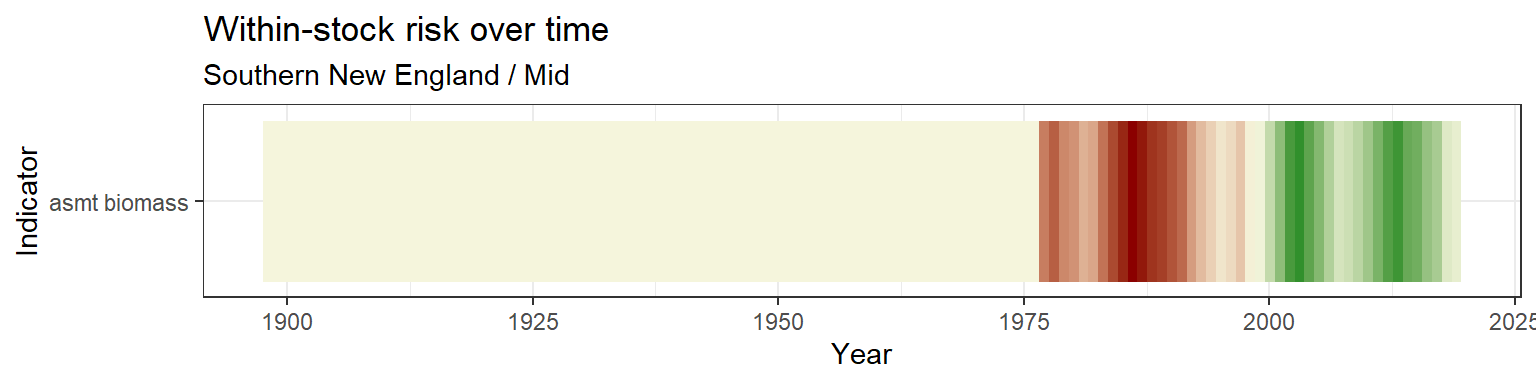 Within-stock risk over time
Southern New England / Mid
Indicator
asmt biomass
1900 1925 1950 1975 2000 2025
Year